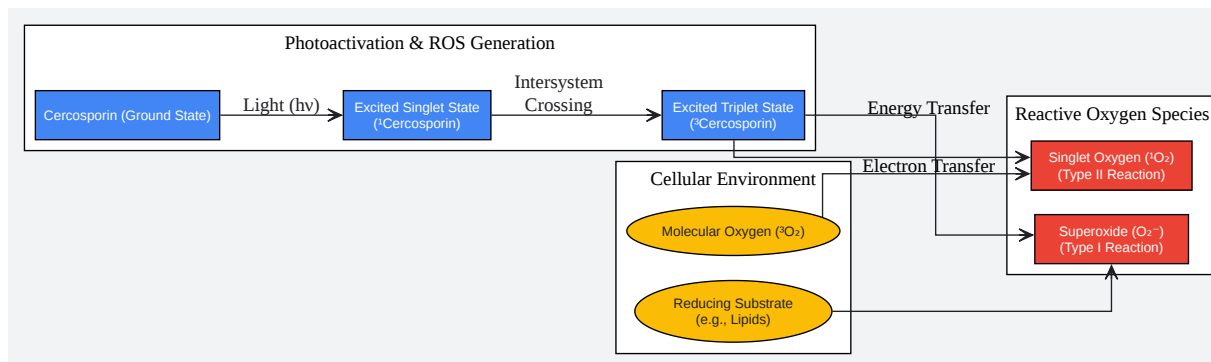 Photoactivation & ROS Generation
Cercosporin (Ground State)
Light (hν)
Excited Singlet State
(¹Cercosporin)
Intersystem
Crossing
Excited Triplet State
(³Cercosporin)
Energy Transfer
Electron Transfer
Reactive Oxygen Species
Singlet Oxygen (¹O₂)
(Type II Reaction)
Superoxide (O₂⁻)
(Type I Reaction)
Cellular Environment
Molecular Oxygen (³O₂)
Reducing Substrate
(e.g., Lipids)